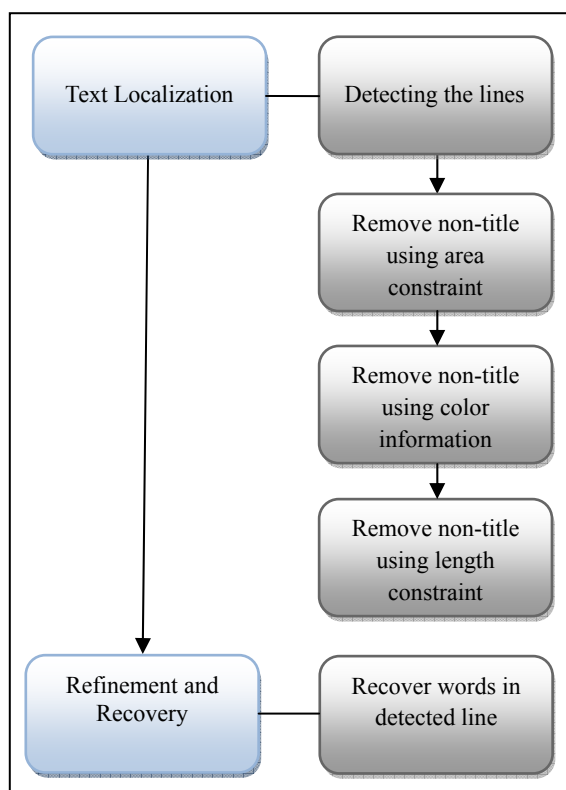 Text Localization
Detecting the lines
Remove non-title
using area
constraint
Remove non-title
using color
information
Remove non-title
using length
constraint
Refinement and
Recovery
Recover words in
detected line